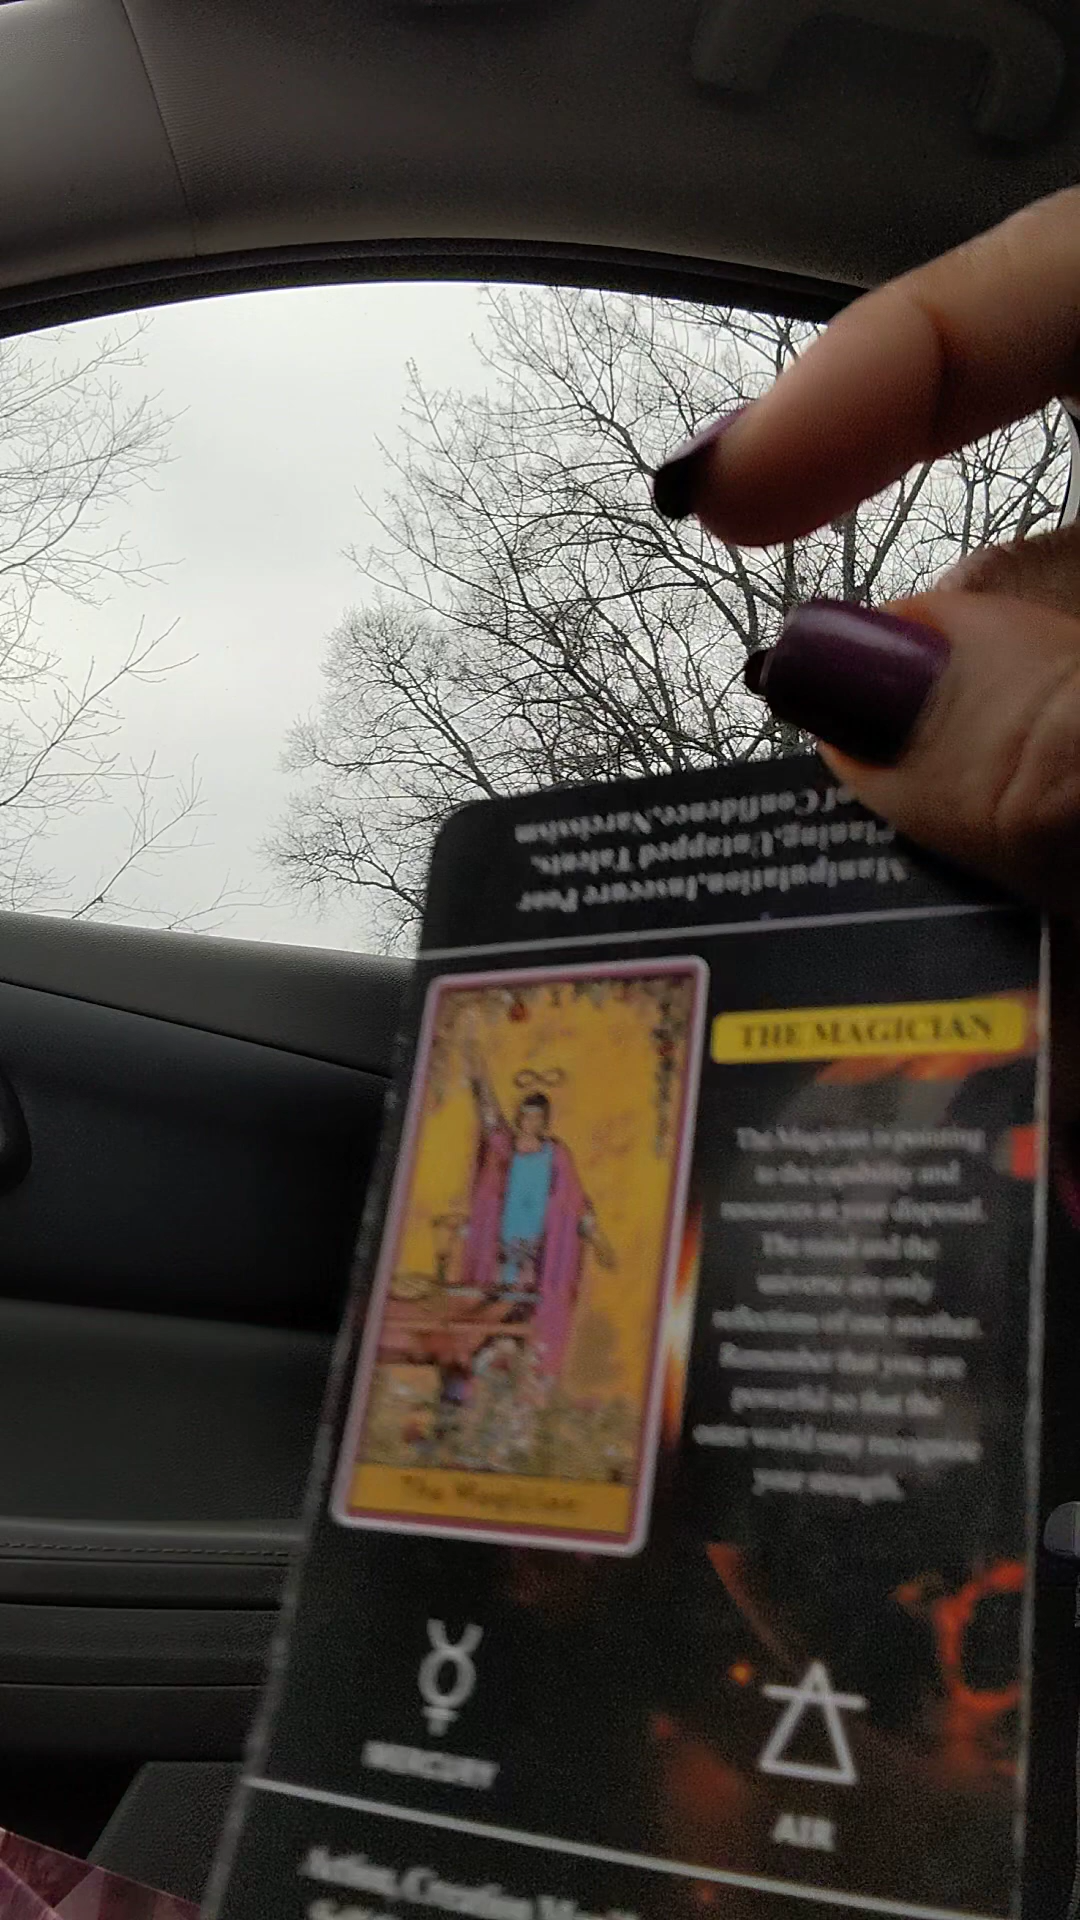 Manipulation, Insecure Poor
Untapped Talents,
of Confidence, Narcissism
I
THE MAGICIAN
The Magician is pointing
to the capability and
resources at your disposal.
The mind and the
universe are only
reflections of one another.
Remember that you are
powerful so that the
outer world may recognize
your strength.
The Magician
MERCURY
AIR
Action, Creation